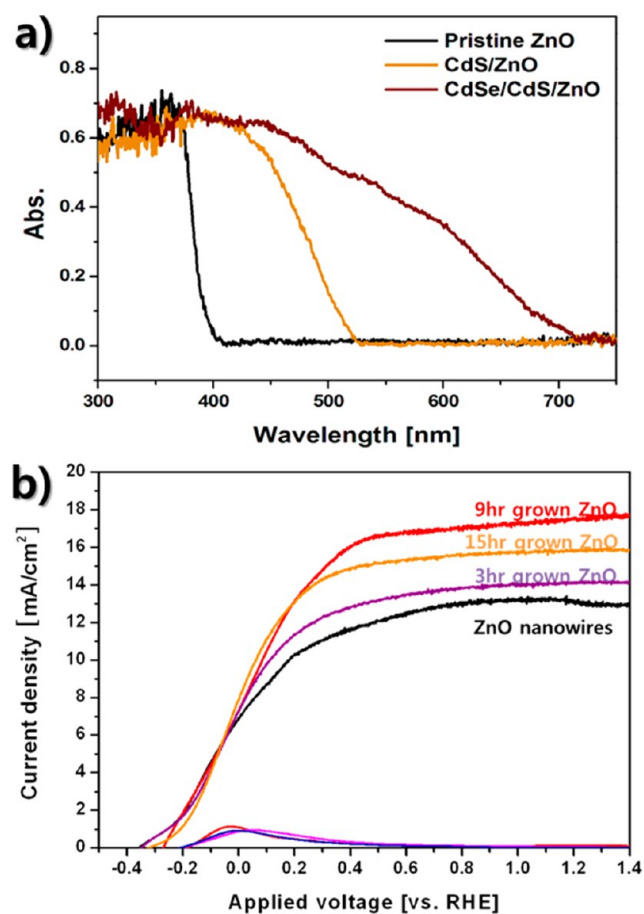 a)
Pristine ZnO
CdS/ZnO
CdSe/CdS/ZnO
0.8
0.6
0.4
0.2
0.0
Abs.
300 400 500 600 700
Wavelength [nm]
b)
20
18
16
14
12
10
8
6
4
2
0
Current density [mA/cm²]
9hr grown ZnO
15hr grown ZnO
3hr grown ZnO
ZnO nanowires
-0.4 -0.2 0.0 0.2 0.4 0.6 0.8 1.0 1.2 1.4
Applied voltage [vs. RHE]